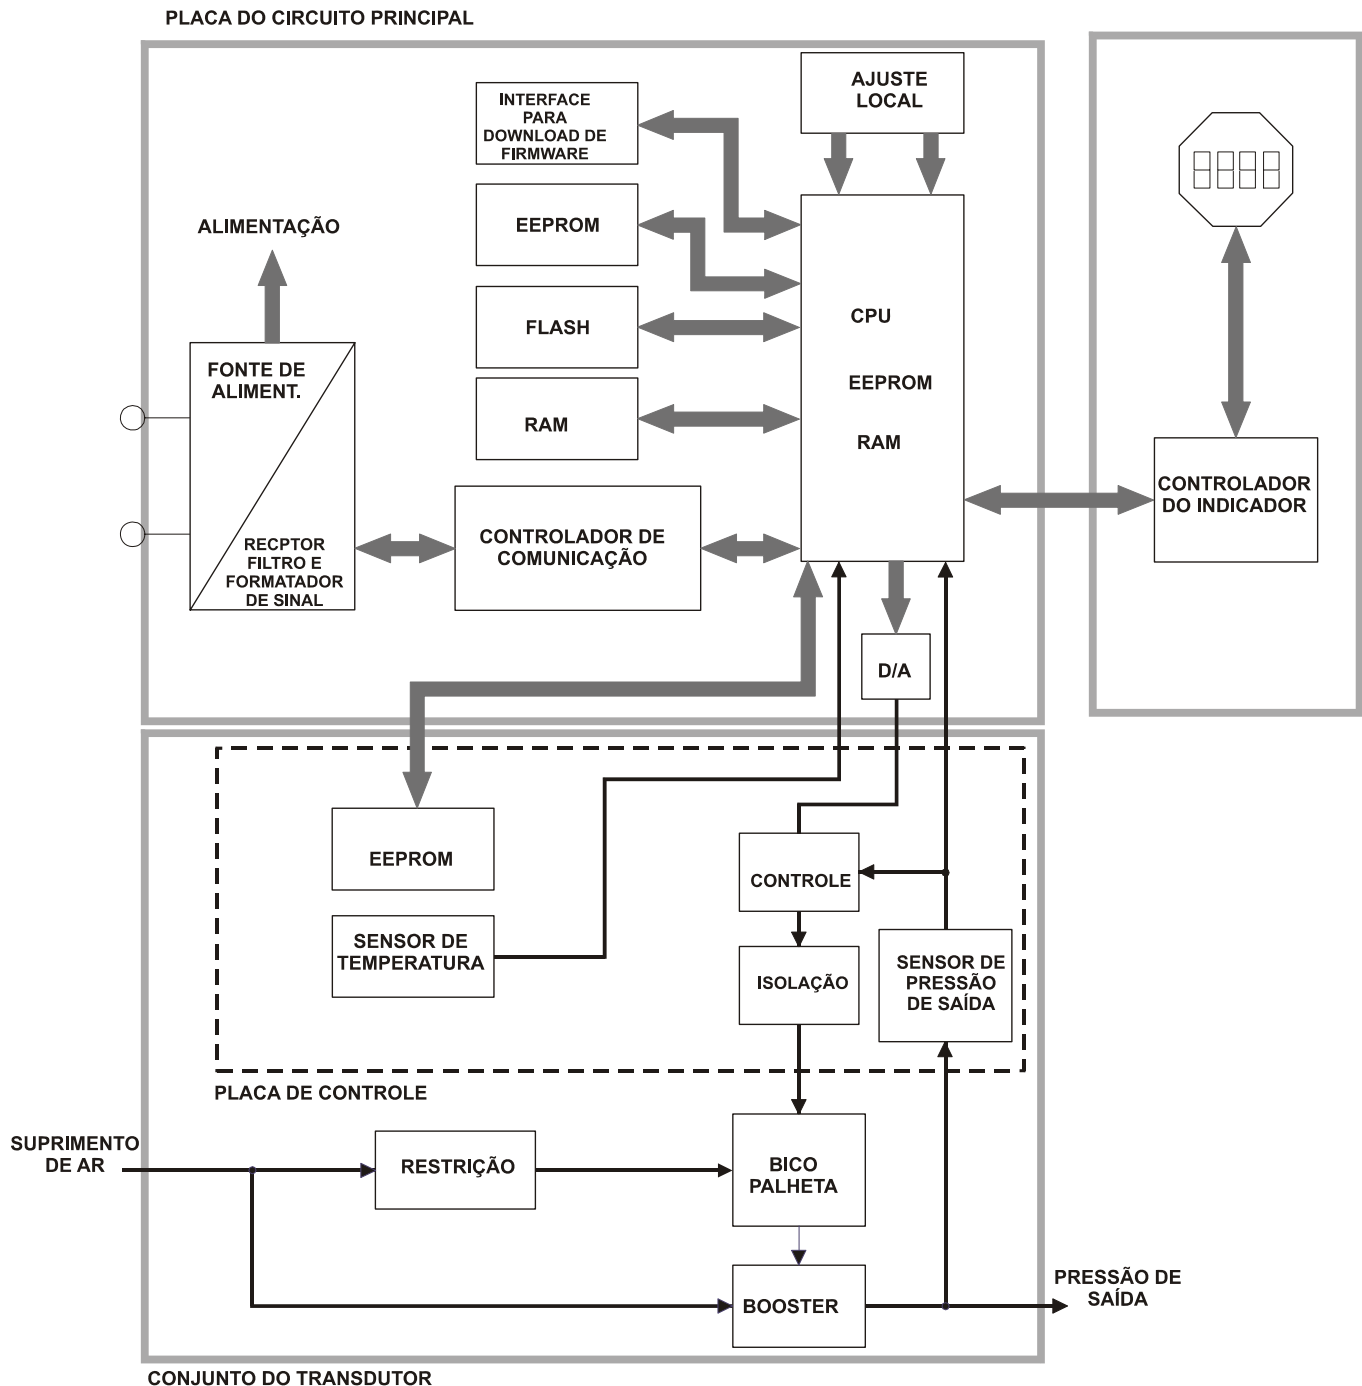 PLACA DO CIRCUITO PRINCIPAL
INTERFACE
PARA
DOWNLOAD DE
FIRMWARE
AJUSTE
LOCAL
EEPROM
ALIMENTAÇÃO
FLASH
CPU
FONTE DE
ALIMENT.
EEPROM
RAM
RAM
CONTROLADOR
DO INDICADOR
CONTROLADOR DE
COMUNICAÇÃO
RECPTOR
FILTRO E
FORMATADOR
DE SINAL
D/A
EEPROM
CONTROLE
SENSOR DE
TEMPERATURA
ISOLAÇÃO
SENSOR DE
PRESSÃO
DE SAÍDA
PLACA DE CONTROLE
SUPRIMENTO
DE AR
RESTRIÇÃO
BICO
PALHETA
BOOSTER
PRESSÃO DE
SAÍDA
CONJUNTO DO TRANSDUTOR